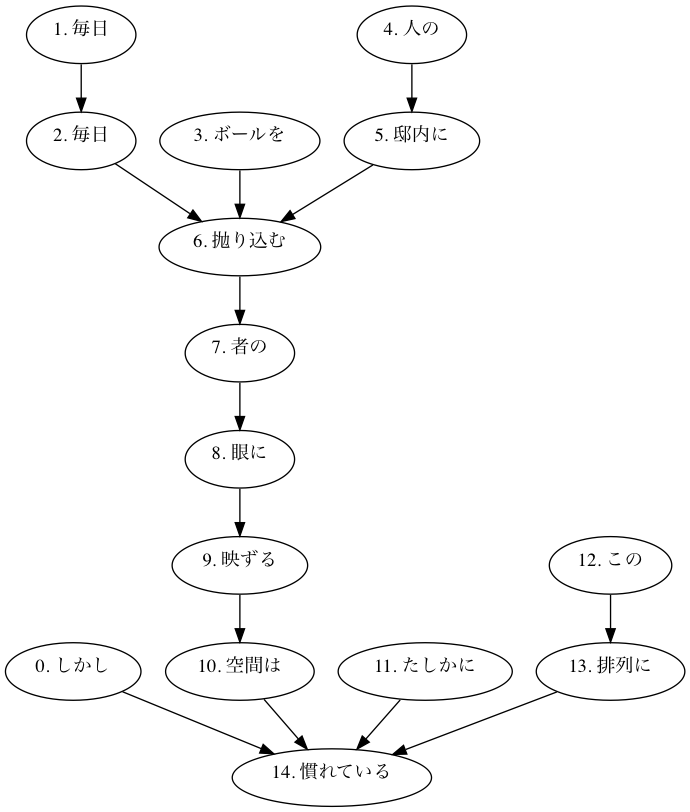 1. 毎日
4. 人の
2. 毎日
3. ボールを
5. 邸内に
6. 抛り込む
7. 者の
8. 眼に
9. 映ずる
12. この
0. しかし
10. 空間は
11. たしかに
13. 排列に
14. 慣れている